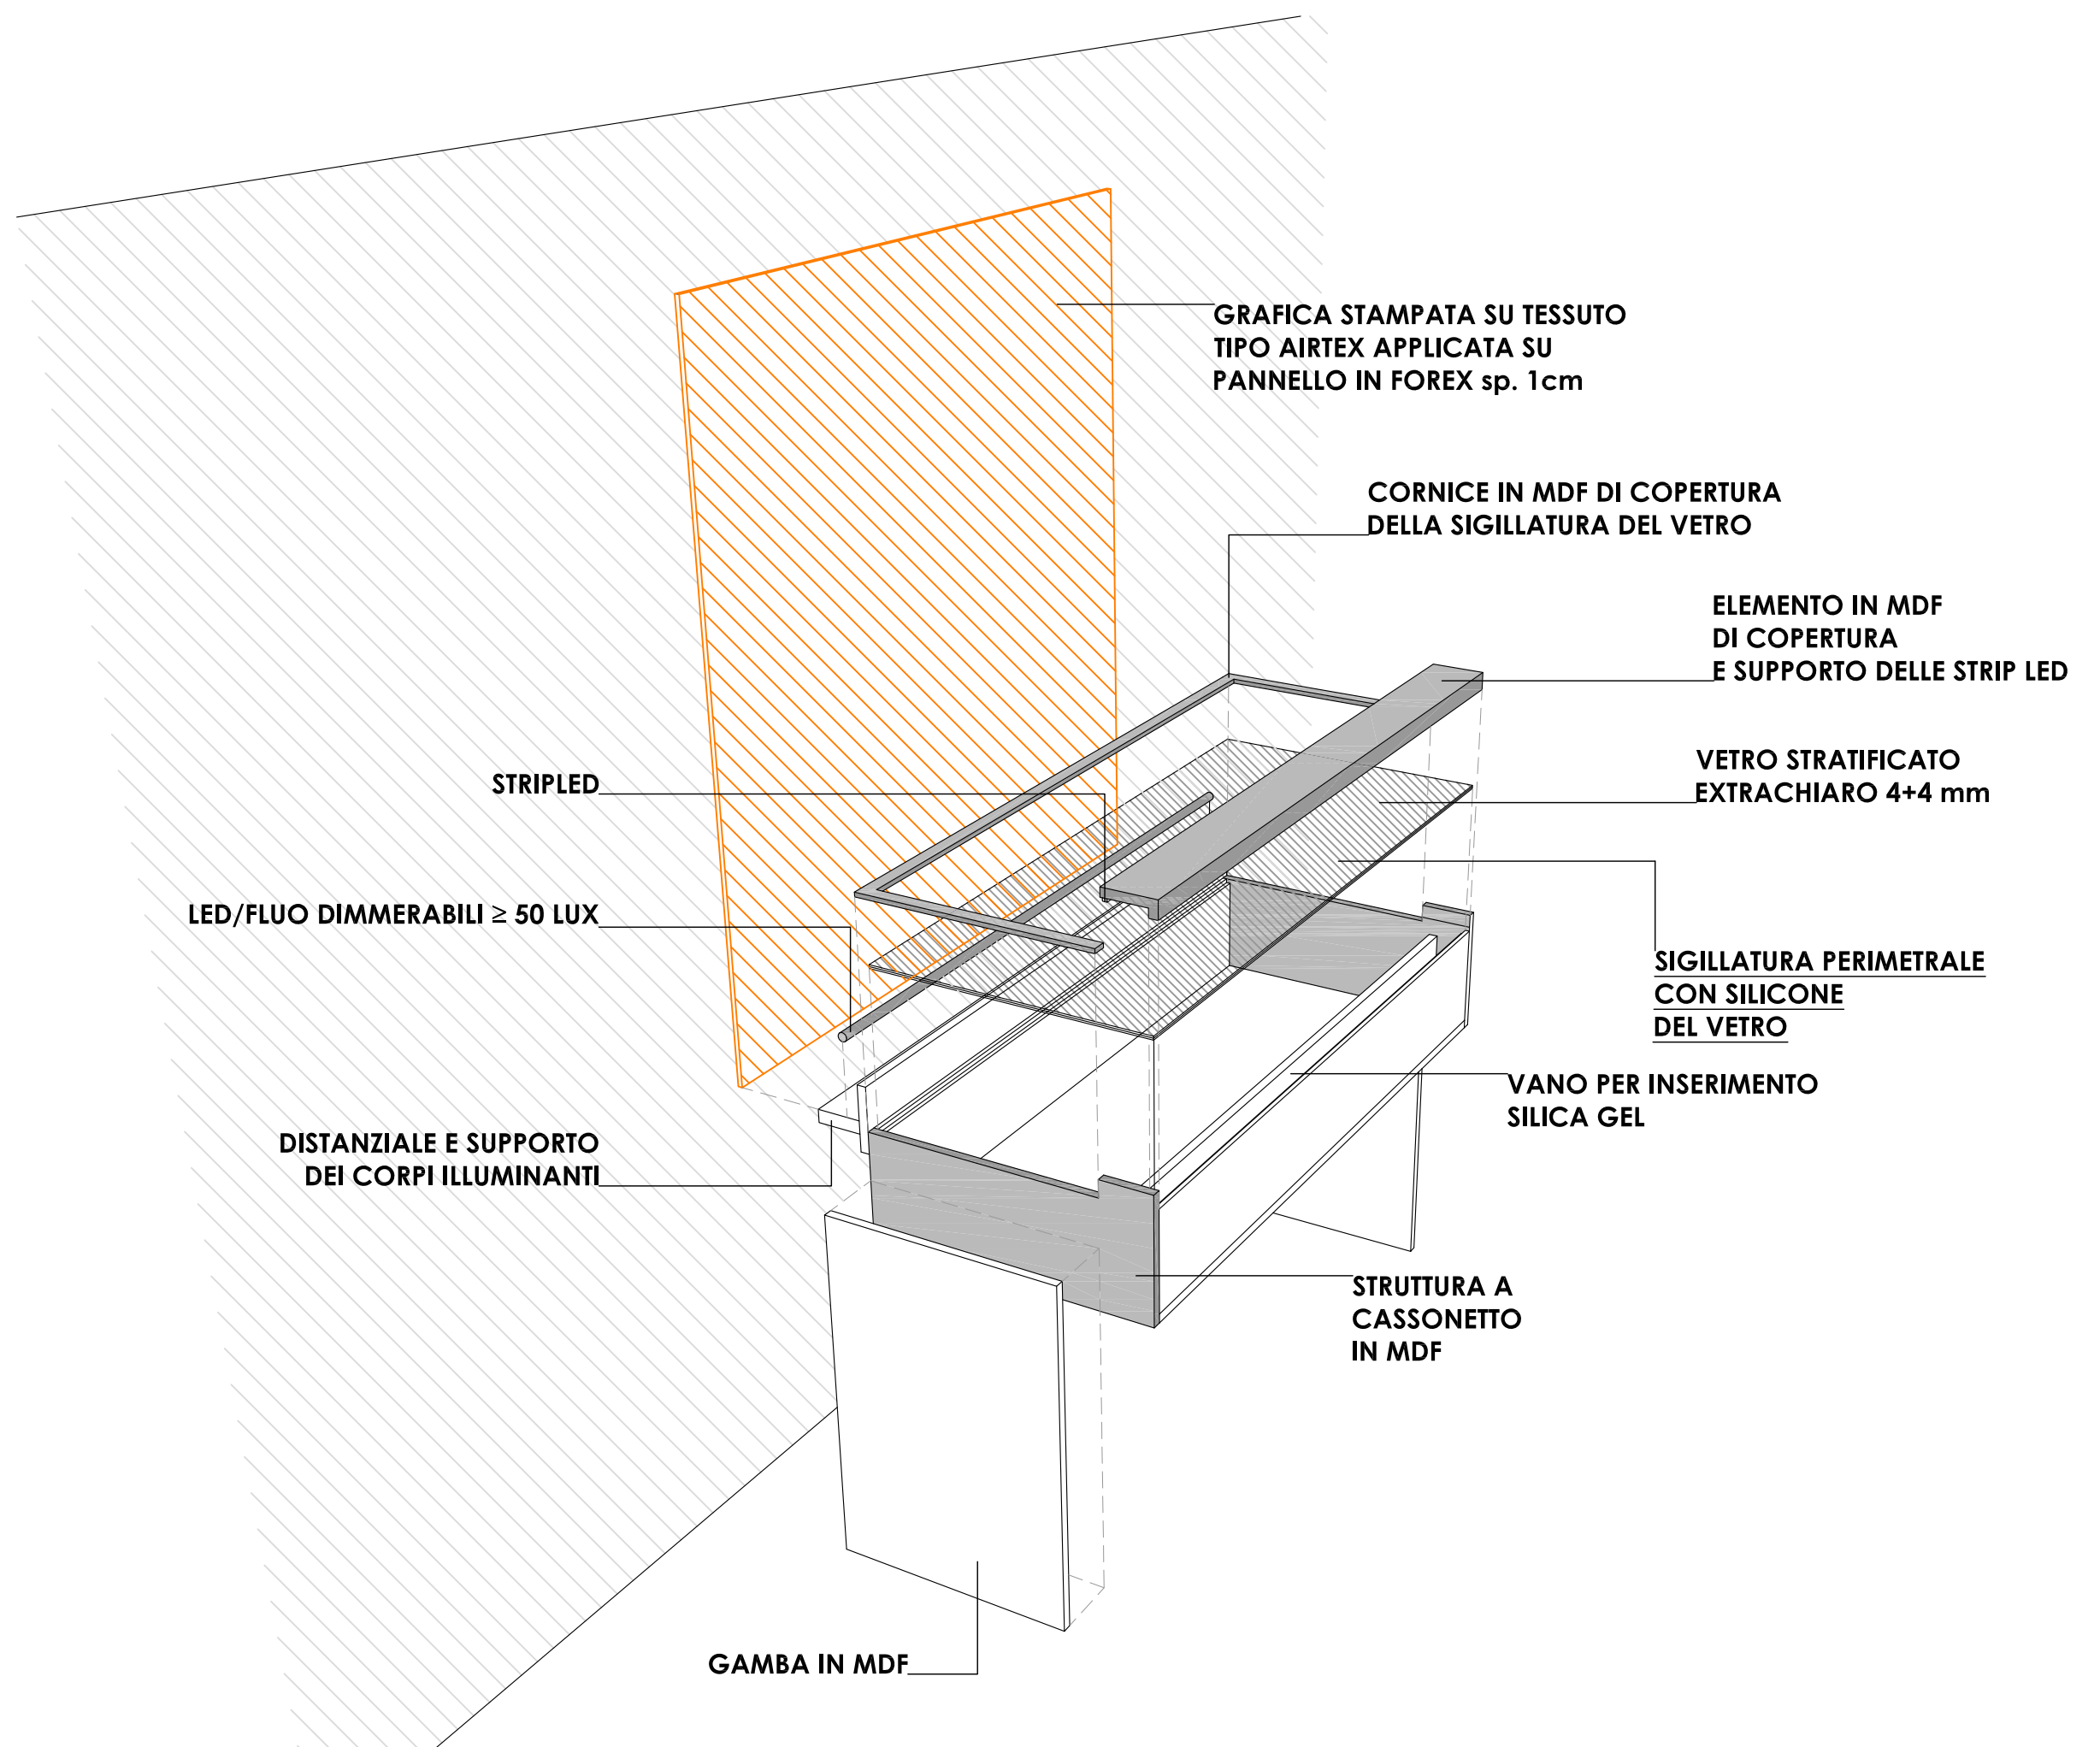 GRAFICA STAMPATA SU TESSUTO
TIPO AIRTEX APPLICATA SU
PANNELLO IN FOREX sp. 1cm
CORNICE IN MDF DI COPERTURA
DELLA SIGILLATURA DEL VETRO
ELEMENTO IN MDF
DI COPERTURA
E SUPPORTO DELLE STRIP LED
VETRO STRATIFICATO
EXTRACHIARO 4+4 mm
STRIPLED
LED/FLUO DIMMERABILI ≥ 50 LUX
SIGILLATURA PERIMETRALE
CON SILICONE
DEL VETRO
VANO PER INSERIMENTO
SILICA GEL
DISTANZIALE E SUPPORTO
DEI CORPI ILLUMINANTI
STRUTTURA A
CASSONETTO
IN MDF
GAMBA IN MDF